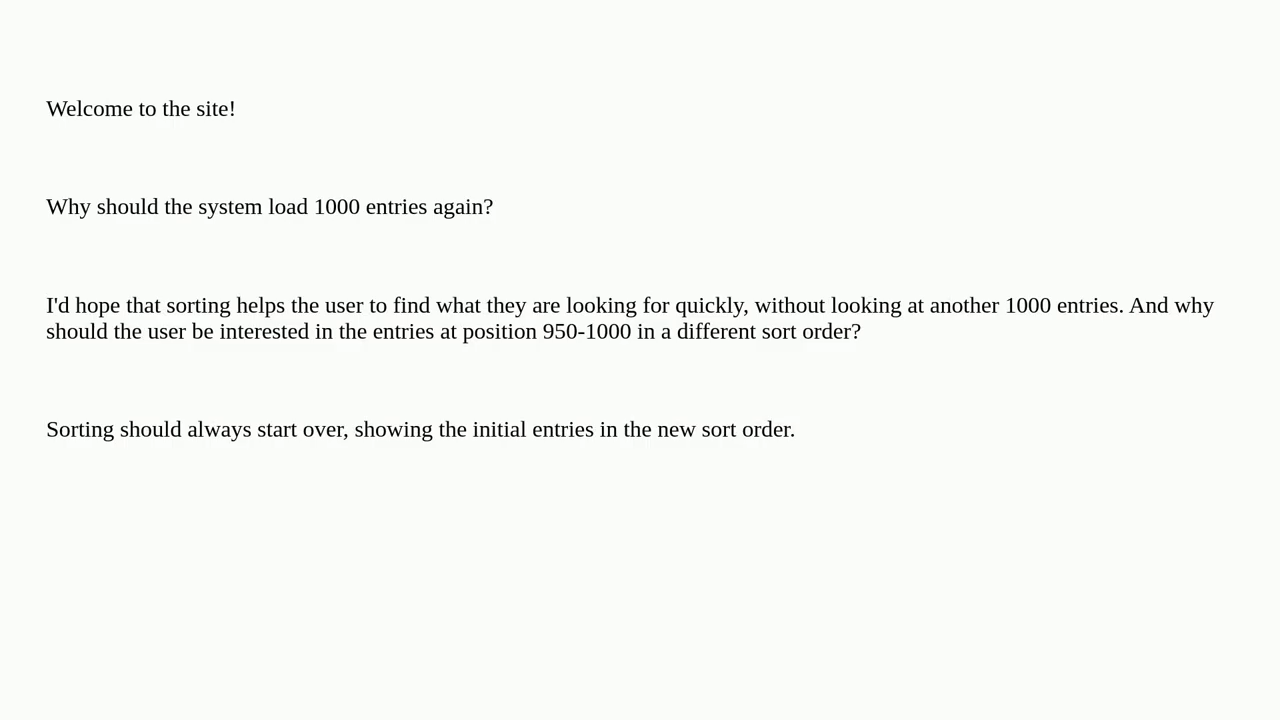 Welcome to the site!
Why should the system load 1000 entries again?
I'd hope that sorting helps the user to find what they are looking for quickly, without looking at another 1000 entries. And why
should the user be interested in the entries at position 950-1000 in a different sort order?
Sorting should always start over, showing the initial entries in the new sort order.